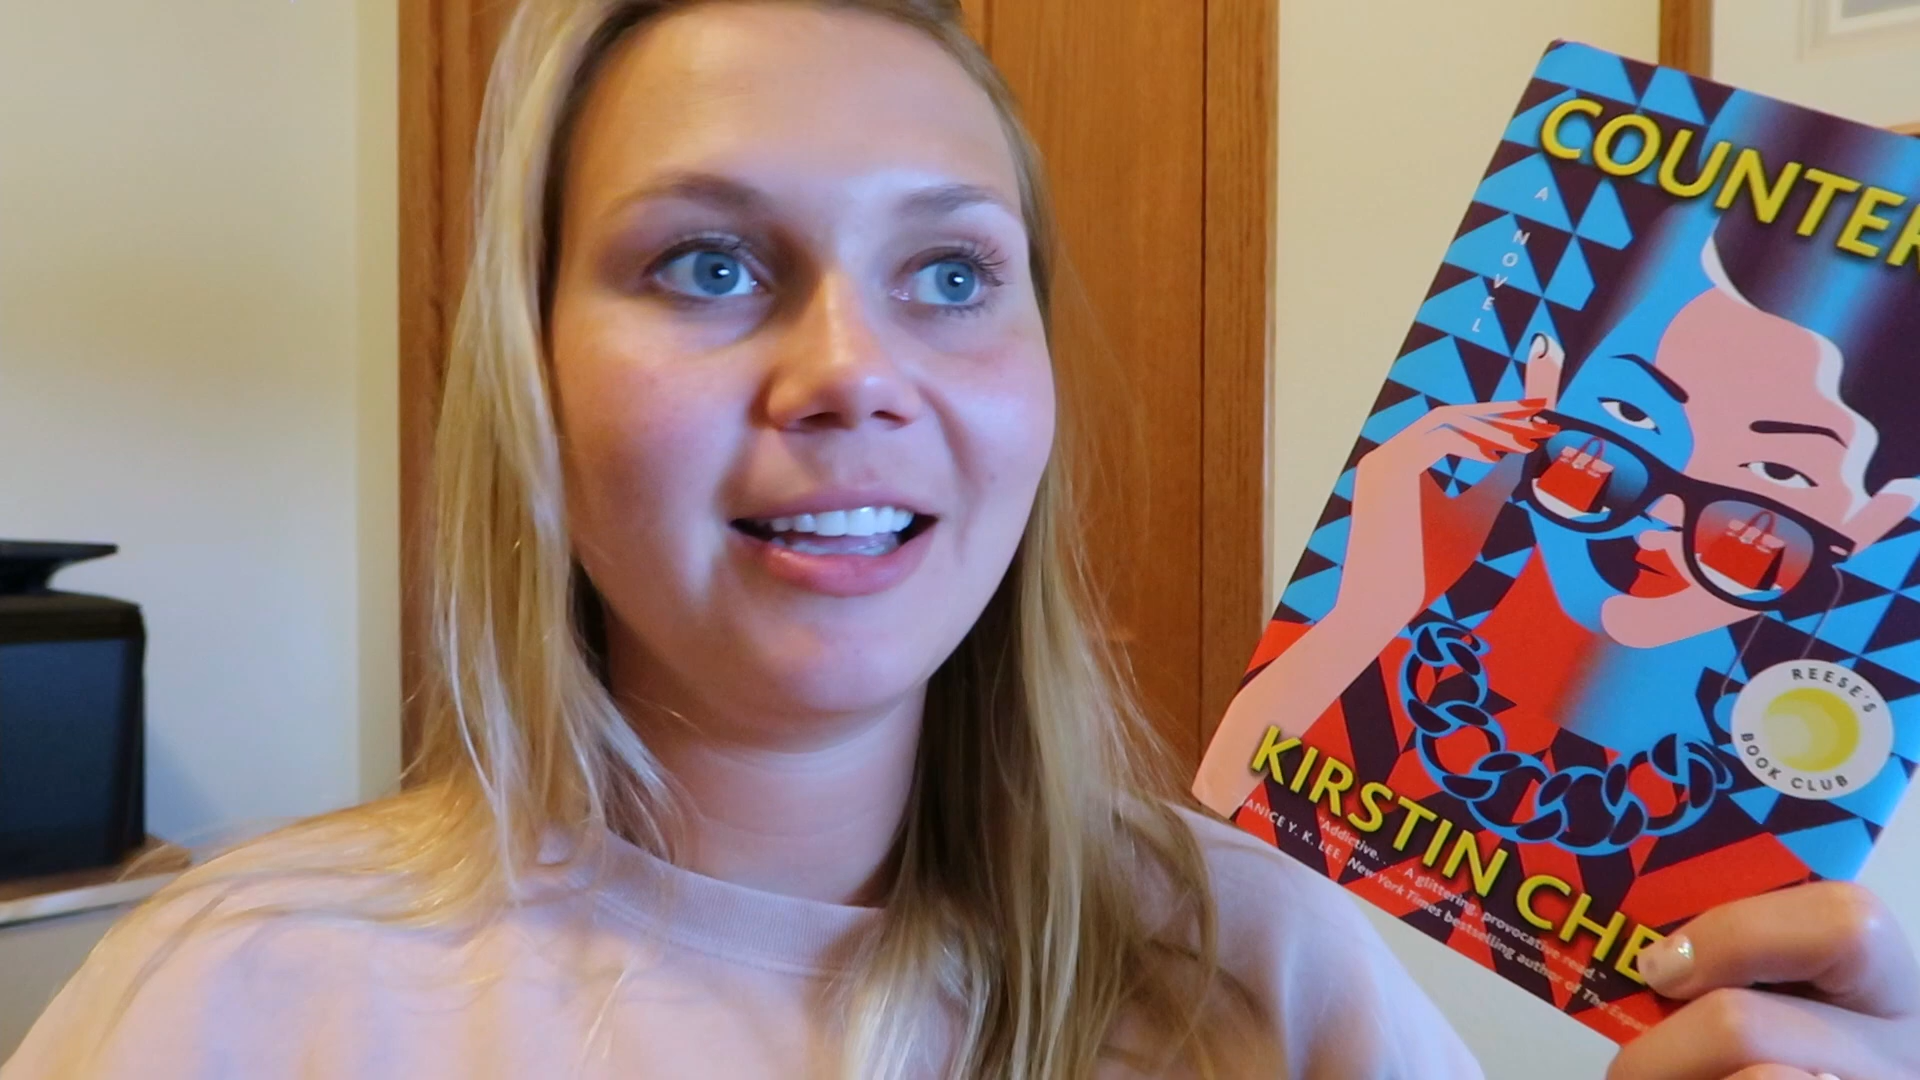 COUNTER
A NOVEL
REESE'S
BOOK CLUB
KIRSTIN CHE
"Addictive. . . A glittering, provocative read."
ANICE Y. K. LEE, New York Times bestselling author of The Expa